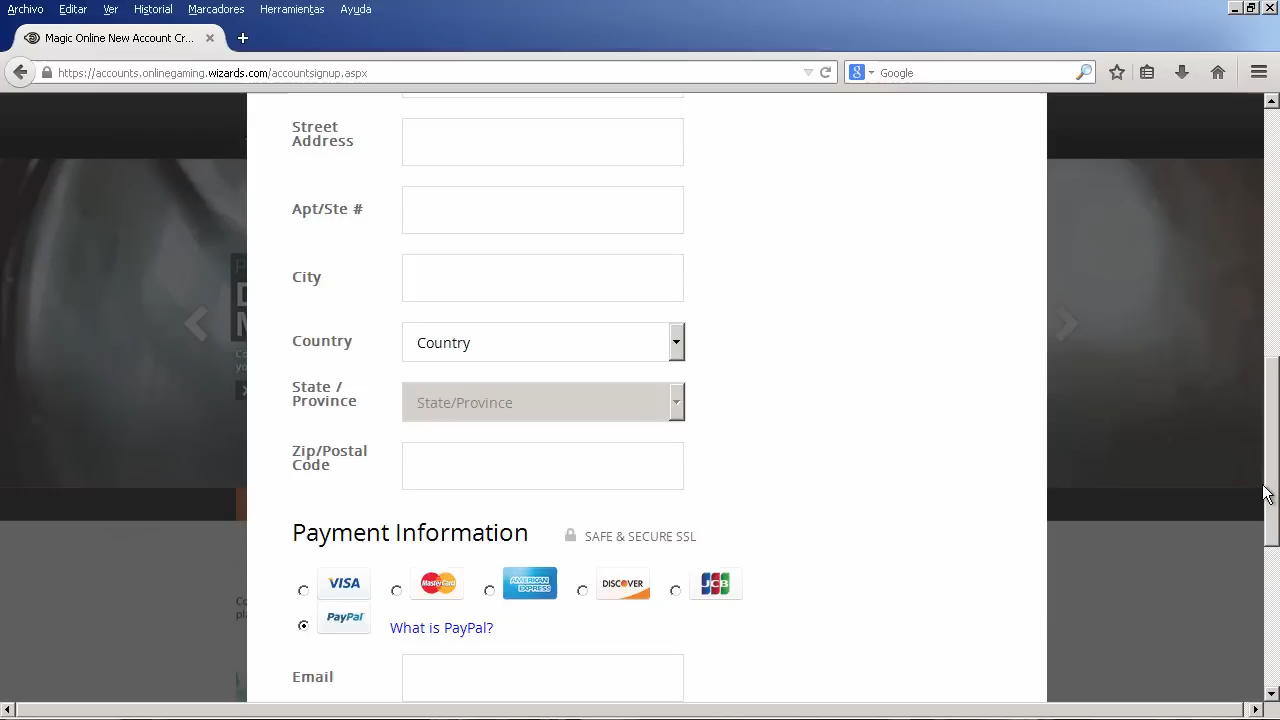 Archivo Editar Ver Historial Marcadores Herramientas Ayuda
Magic Online New Account Cr...
https://accounts.onlinegaming.wizards.com/accountsignup.aspx
Google
Street
Address
Apt/Ste #
City
Country
Country
State /
Province
State/Province
Zip/Postal
Code
Payment Information
SAFE & SECURE SSL
VISA MasterCard AMERICAN EXPRESS DISCOVER JCB
PayPal What is PayPal?
Email